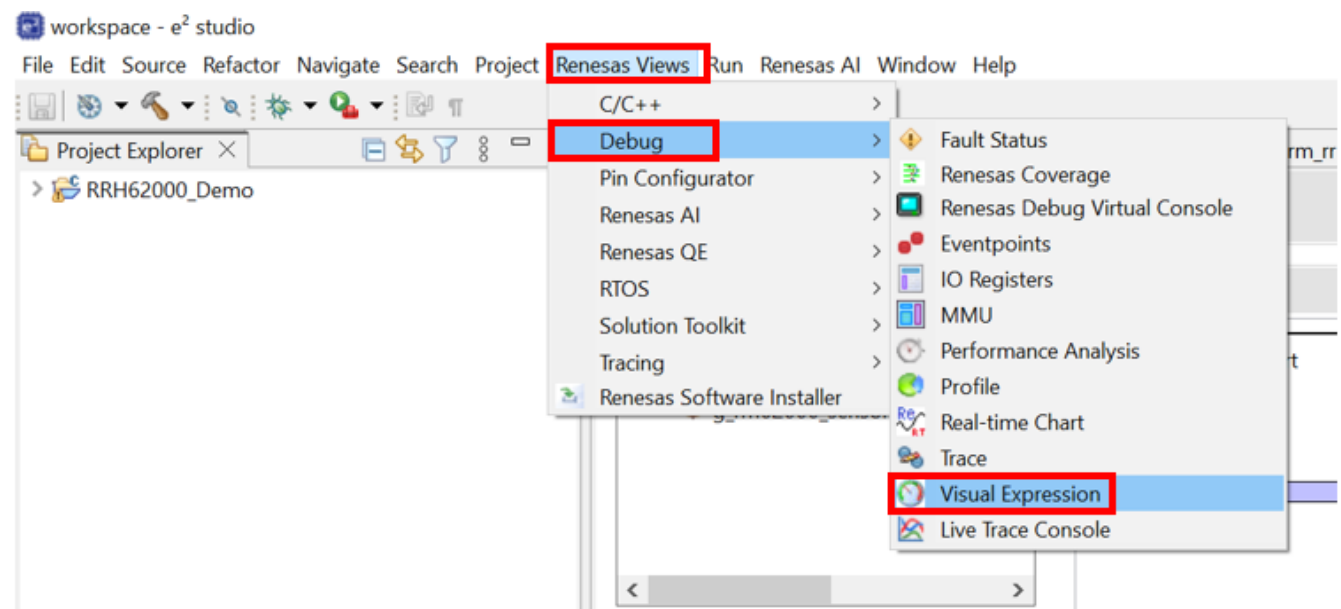 workspace - e² studio
File Edit Source Refactor Navigate Search Project Renesas Views Run Renesas AI Window Help
Project Explorer
RRH62000_Demo
C/C++
Debug
Pin Configurator
Renesas AI
Renesas QE
RTOS
Solution Toolkit
Tracing
Renesas Software Installer
Fault Status
Renesas Coverage
Renesas Debug Virtual Console
Eventpoints
IO Registers
MMU
Performance Analysis
Profile
Real-time Chart
Trace
Visual Expression
Live Trace Console